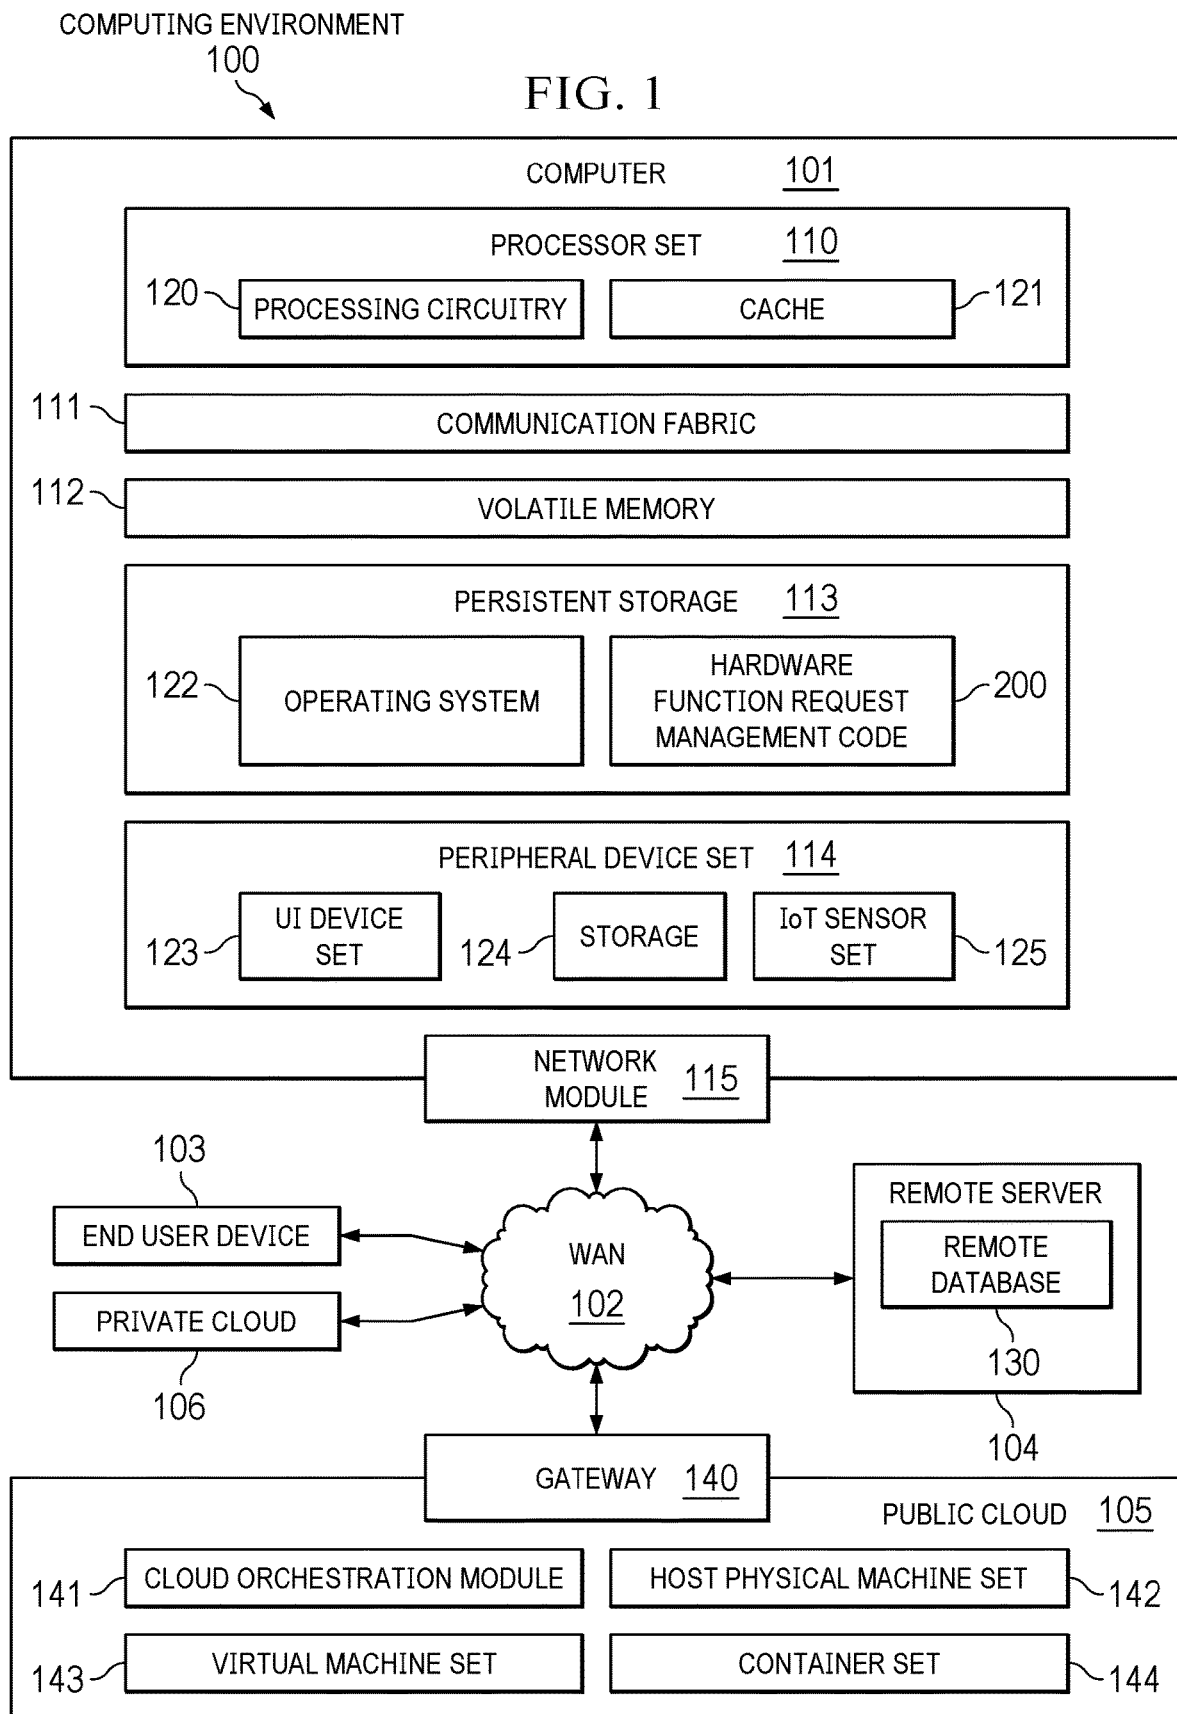 COMPUTING ENVIRONMENT
100
FIG. 1
COMPUTER 101
PROCESSOR SET 110
120 PROCESSING CIRCUITRY CACHE 121
111 COMMUNICATION FABRIC
112 VOLATILE MEMORY
PERSISTENT STORAGE 113
122 OPERATING SYSTEM
HARDWARE
FUNCTION REQUEST
MANAGEMENT CODE
200
PERIPHERAL DEVICE SET 114
123
UI DEVICE
SET
124 STORAGE
IoT SENSOR
SET
125
NETWORK
MODULE
115
103
END USER DEVICE
PRIVATE CLOUD
106
WAN
102
REMOTE SERVER
REMOTE
DATABASE
130
104
GATEWAY 140
PUBLIC CLOUD 105
141 CLOUD ORCHESTRATION MODULE HOST PHYSICAL MACHINE SET 142
143 VIRTUAL MACHINE SET CONTAINER SET 144